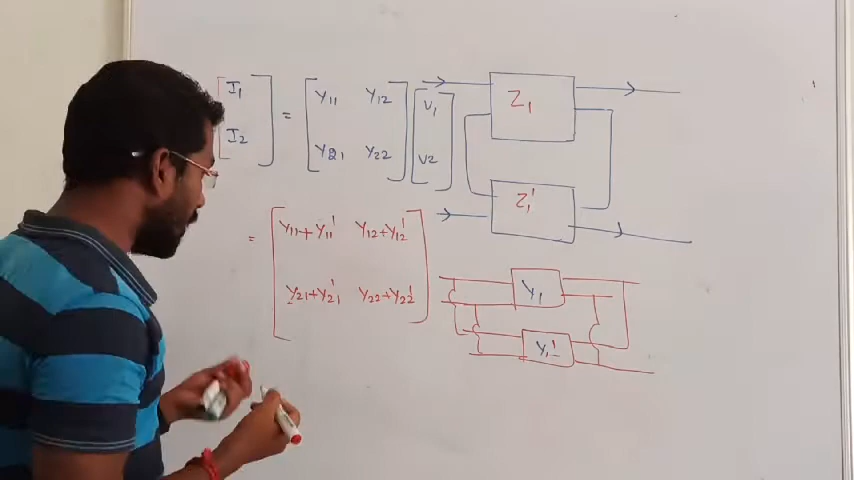 I1 = Y11 Y12 V1
I2 Y21 Y22 V2
Z1
Z1'
= Y11+Y11' Y12+Y12'
Y21+Y21' Y22+Y22'
Y1
Y1'